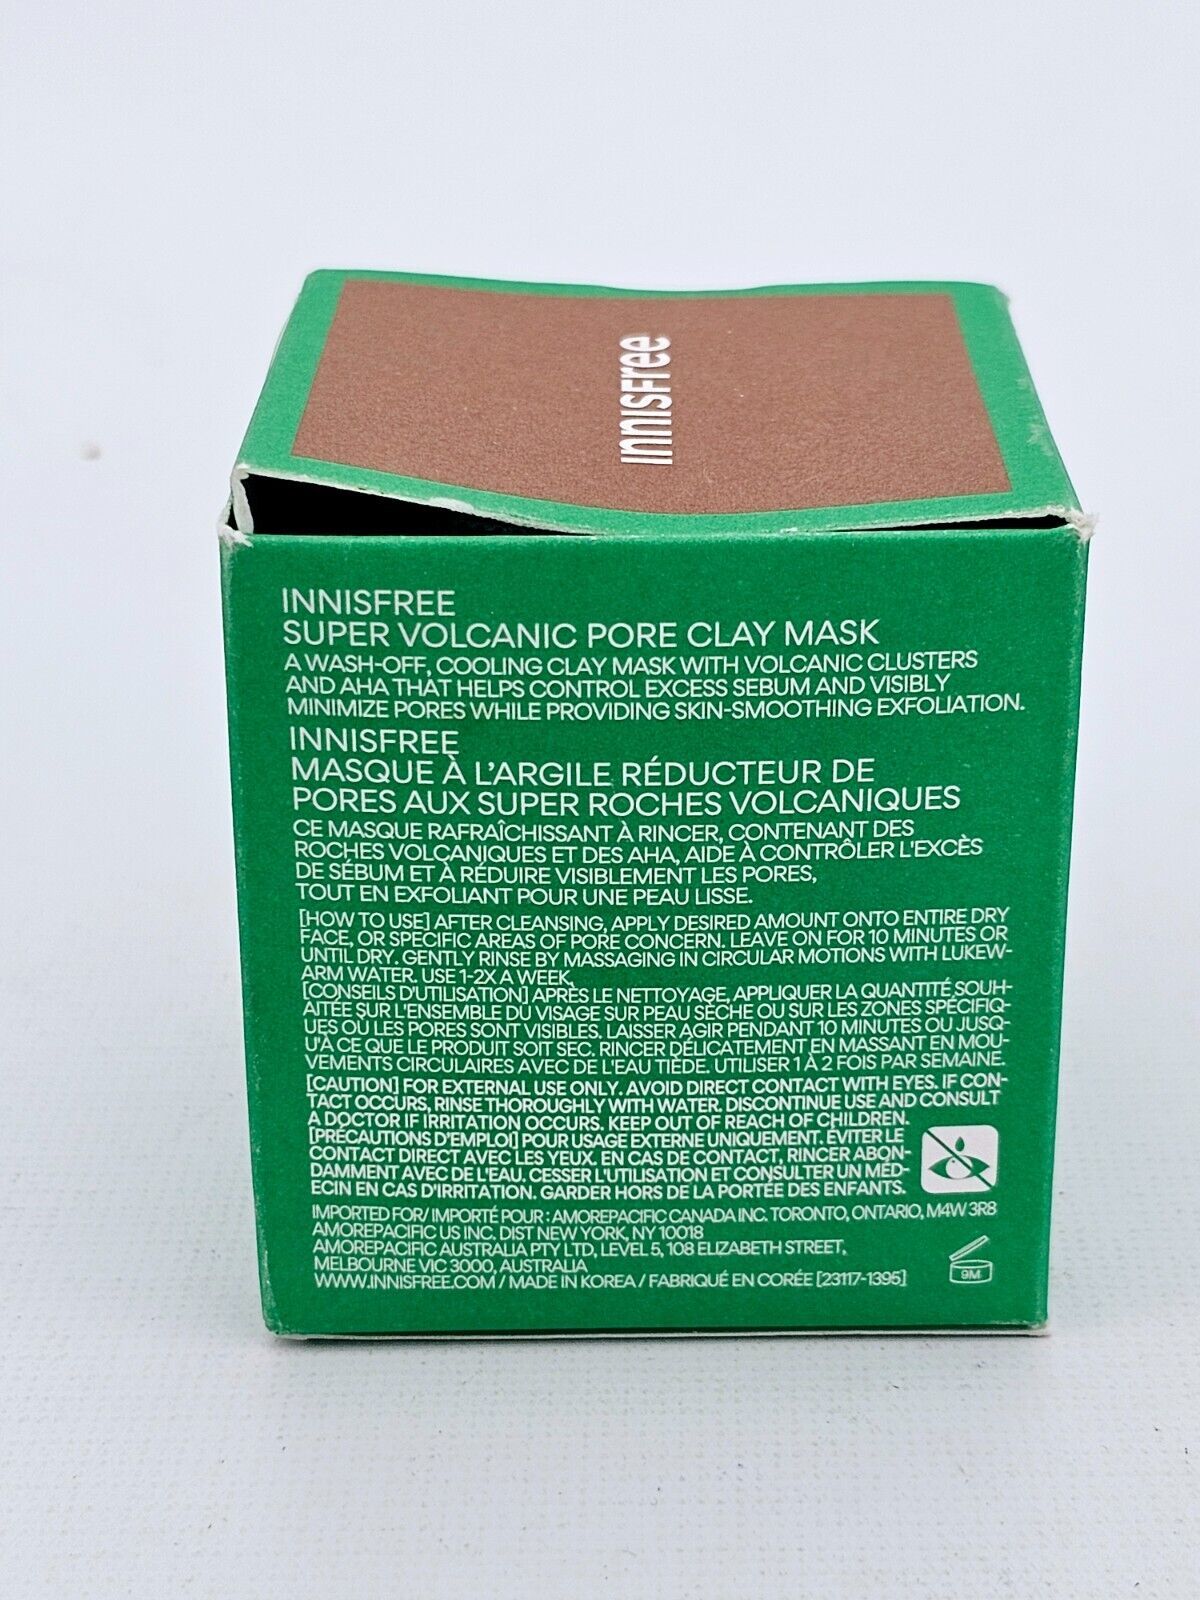 innisfree
INNISFREE
SUPER VOLCANIC PORE CLAY MASK
A WASH-OFF, COOLING CLAY MASK WITH VOLCANIC CLUSTERS
AND AHA THAT HELPS CONTROL EXCESS SEBUM AND VISIBLY
MINIMIZE PORES WHILE PROVIDING SKIN-SMOOTHING EXFOLIATION.
INNISFREE
MASQUE À L'ARGILE RÉDUCTEUR DE
PORES AUX SUPER ROCHES VOLCANIQUES
CE MASQUE RAFRAÎCHISSANT À RINCER, CONTENANT DES
ROCHES VOLCANIQUES ET DES AHA, AIDE À CONTRÔLER L'EXCÈS
DE SÉBUM ET À RÉDUIRE VISIBLEMENT LES PORES,
TOUT EN EXFOLIANT POUR UNE PEAU LISSE.
[HOW TO USE] AFTER CLEANSING, APPLY DESIRED AMOUNT ONTO ENTIRE DRY
FACE, OR SPECIFIC AREAS OF PORE CONCERN. LEAVE ON FOR 10 MINUTES OR
UNTIL DRY. GENTLY RINSE BY MASSAGING IN CIRCULAR MOTIONS WITH LUKEW-
ARM WATER. USE 1-2X A WEEK.
[CONSEILS D'UTILISATION] APRÈS LE NETTOYAGE, APPLIQUER LA QUANTITÉ SOUH-
AITÉE SUR L'ENSEMBLE DU VISAGE SUR PEAU SÈCHE OU SUR LES ZONES SPÉCIFIQ-
UES OÙ LES PORES SONT VISIBLES. LAISSER AGIR PENDANT 10 MINUTES OU JUSQ-
U'À CE QUE LE PRODUIT SOIT SEC. RINCER DÉLICATEMENT EN MASSANT EN MOU-
VEMENTS CIRCULAIRES AVEC DE L'EAU TIÈDE. UTILISER 1 À 2 FOIS PAR SEMAINE.
[CAUTION] FOR EXTERNAL USE ONLY. AVOID DIRECT CONTACT WITH EYES. IF CON-
TACT OCCURS, RINSE THOROUGHLY WITH WATER. DISCONTINUE USE AND CONSULT
A DOCTOR IF IRRITATION OCCURS. KEEP OUT OF REACH OF CHILDREN.
[PRÉCAUTIONS D'EMPLOI] POUR USAGE EXTERNE UNIQUEMENT. ÉVITER LE
CONTACT DIRECT AVEC LES YEUX. EN CAS DE CONTACT, RINCER ABON-
DAMMENT AVEC DE L'EAU. CESSER L'UTILISATION ET CONSULTER UN MÉD-
ECIN EN CAS D'IRRITATION. GARDER HORS DE LA PORTÉE DES ENFANTS.
IMPORTED FOR/ IMPORTÉ POUR : AMOREPACIFIC CANADA INC. TORONTO, ONTARIO, M4W 3R8
AMOREPACIFIC US INC. DIST NEW YORK, NY 10018
AMOREPACIFIC AUSTRALIA PTY LTD, LEVEL 5, 108 ELIZABETH STREET,
MELBOURNE VIC 3000, AUSTRALIA
WWW.INNISFREE.COM / MADE IN KOREA / FABRIQUÉ EN CORÉE [23117-1395]
9M